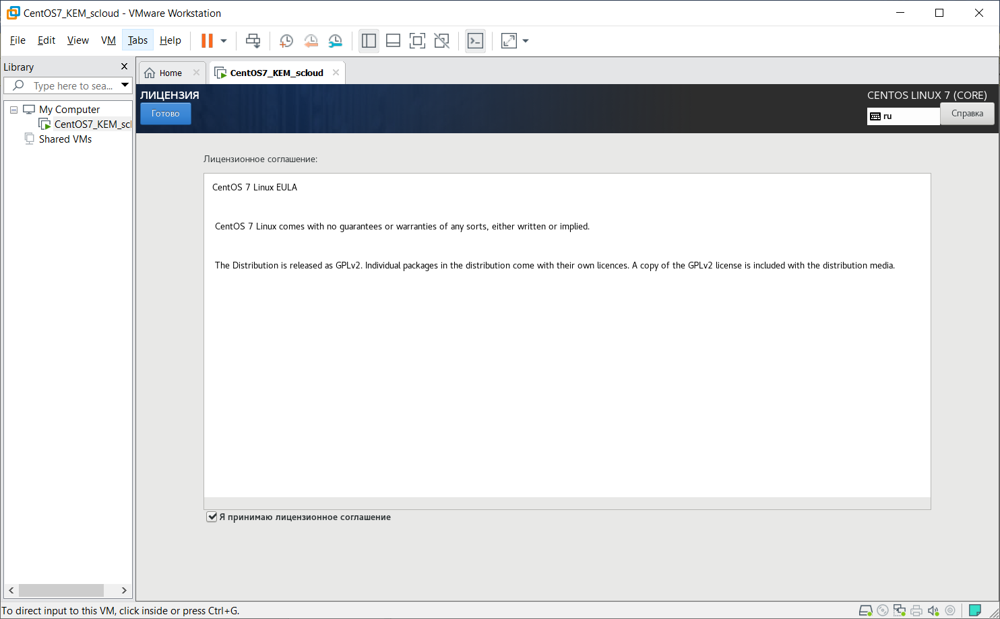 CentOS7_KEM_scloud - VMware Workstation
File Edit View VM Tabs Help
Library
Type here to sea...
My Computer
CentOS7_KEM_scl
Shared VMs
Home
CentOS7_KEM_scloud
ЛИЦЕНЗИЯ
Готово
CENTOS LINUX 7 (CORE)
ru
Справка
Лицензионное соглашение:
CentOS 7 Linux EULA
CentOS 7 Linux comes with no guarantees or warranties of any sorts, either written or implied.
The Distribution is released as GPLv2. Individual packages in the distribution come with their own licences. A copy of the GPLv2 license is included with the distribution media.
Я принимаю лицензионное соглашение
To direct input to this VM, click inside or press Ctrl+G.